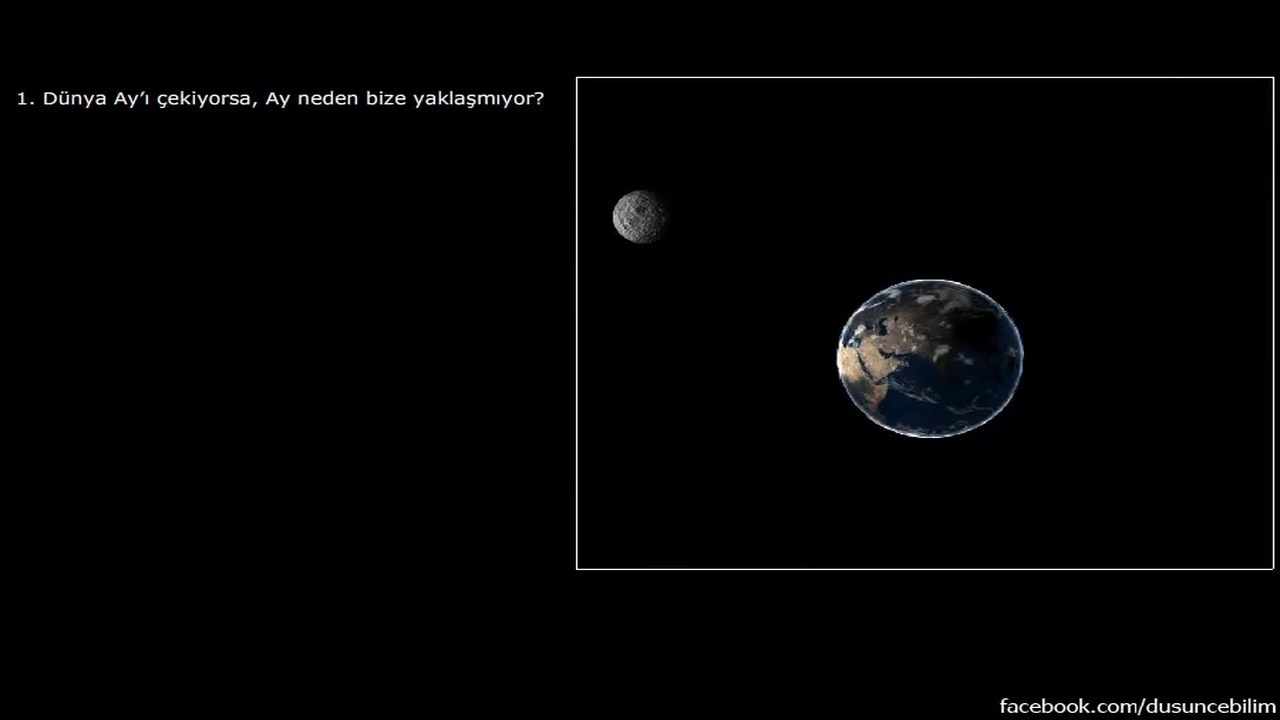 1. Dünya Ay’ı çekiyorsa, Ay neden bize yaklaşmıyor?
facebook.com/dusuncebilim